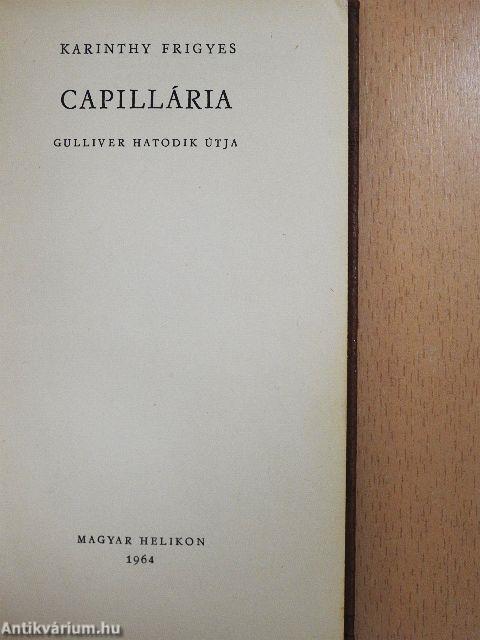 KARINTHY FRIGYES
CAPILLÁRIA
GULLIVER HATODIK ÚTJA
MAGYAR HELIKON
1964
Antikvárium.hu